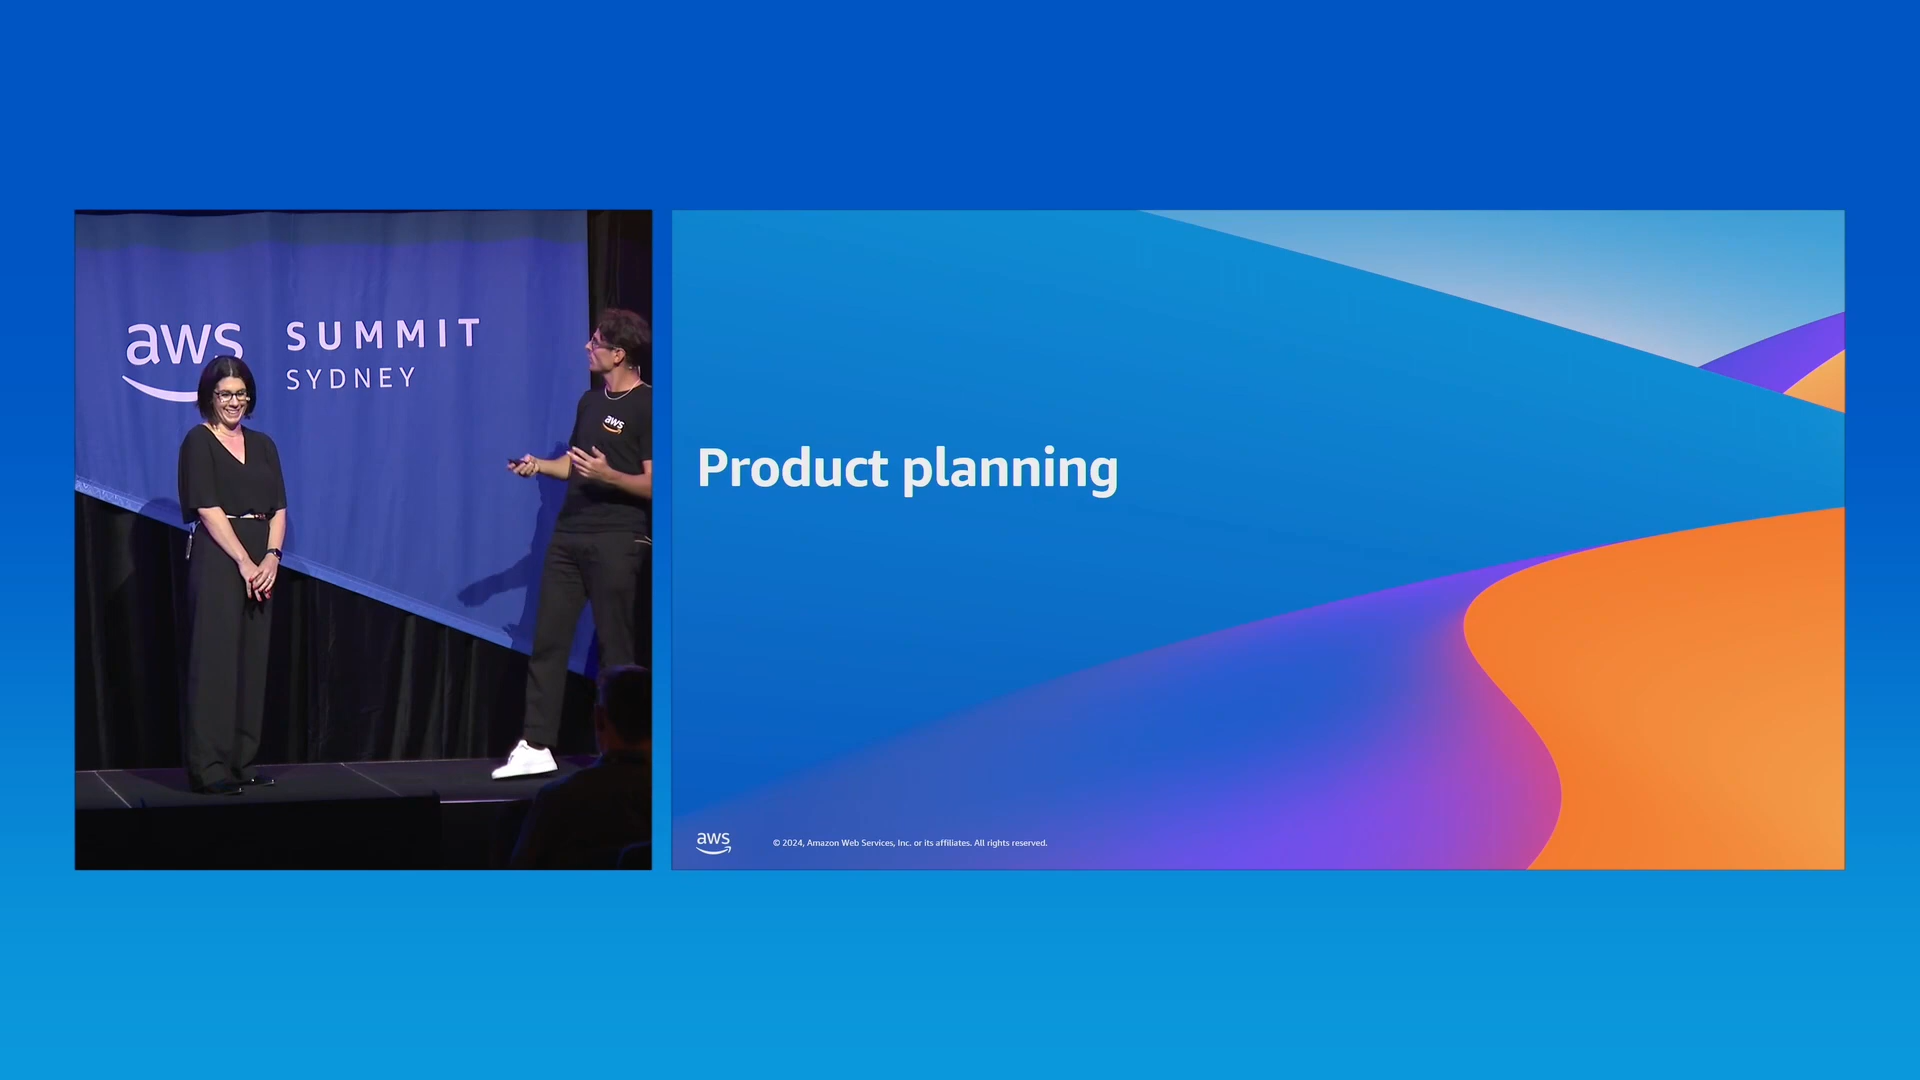 aws
SUMMIT
SYDNEY
aws
Product planning
aws
© 2024, Amazon Web Services, Inc. or its affiliates. All rights reserved.